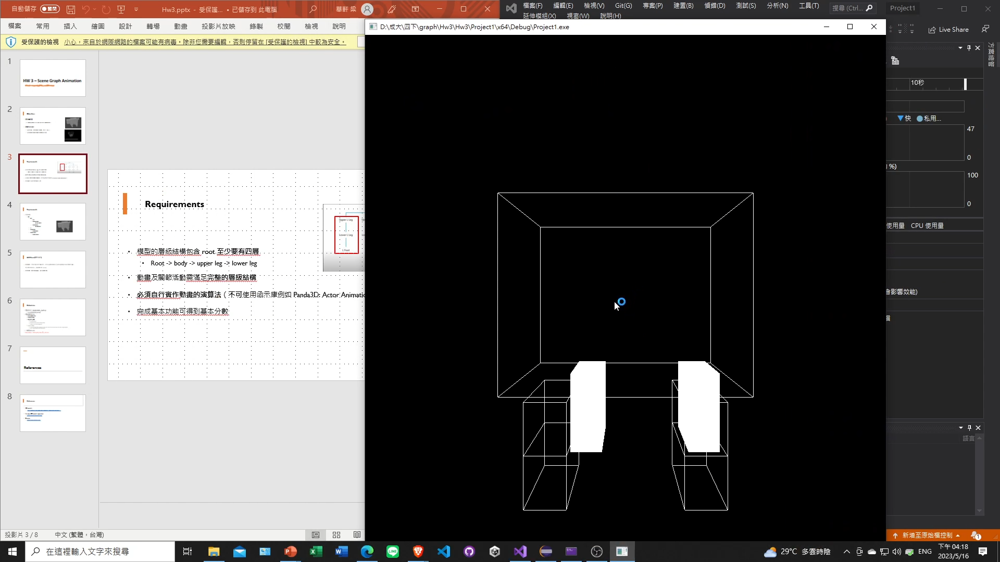 自動儲存
關閉
Hw3.pptx - 受保護... • 已儲存到 此電腦
華軒 梁
檔案
常用
插入
繪圖
設計
轉場
動畫
投影片放映
錄製
校閱
檢視
說明
受保護的檢視
小心，來自於網際網路的檔案可能有病毒。除非您需要編輯，否則停留在 [受保護的檢視] 中較為安全。
1
HW 3 – Scene Graph Animation
2
3
4
5
6
7
References
8
Requirements
Upper L Leg
Lower L Leg
L Foot
• 模型的層級結構包含 root 至少要有四層
• Root -> body -> upper leg -> lower leg
• 動畫及關節活動需滿足完整的層級結構
• 必須自行實作動畫的演算法（不可使用函示庫例如 Panda3D: Actor Animatio
• 完成基本功能可得到基本分數
投影片 3 / 8
中文 (繁體，台灣)
檔案(F)
編輯(E)
檢視(V)
Git(G)
專案(P)
建置(B)
偵錯(D)
測試(S)
分析(N)
工具(T)
搜尋 (Ctrl...
Project1
延伸模組(X)
視窗(W)
說明(H)
D:\成大\四下\graph\Hw3\Hw3\Project1\x64\Debug\Project1.exe
Live Share
10秒
快
私用...
47
0
%)
100
0
使用量
CPU 使用量
會影響效能)
檔
語言
新增至原始檔控制
1
在這裡輸入文字來搜尋
29°C 多雲時陰
ENG
下午 04:18
2023/5/16